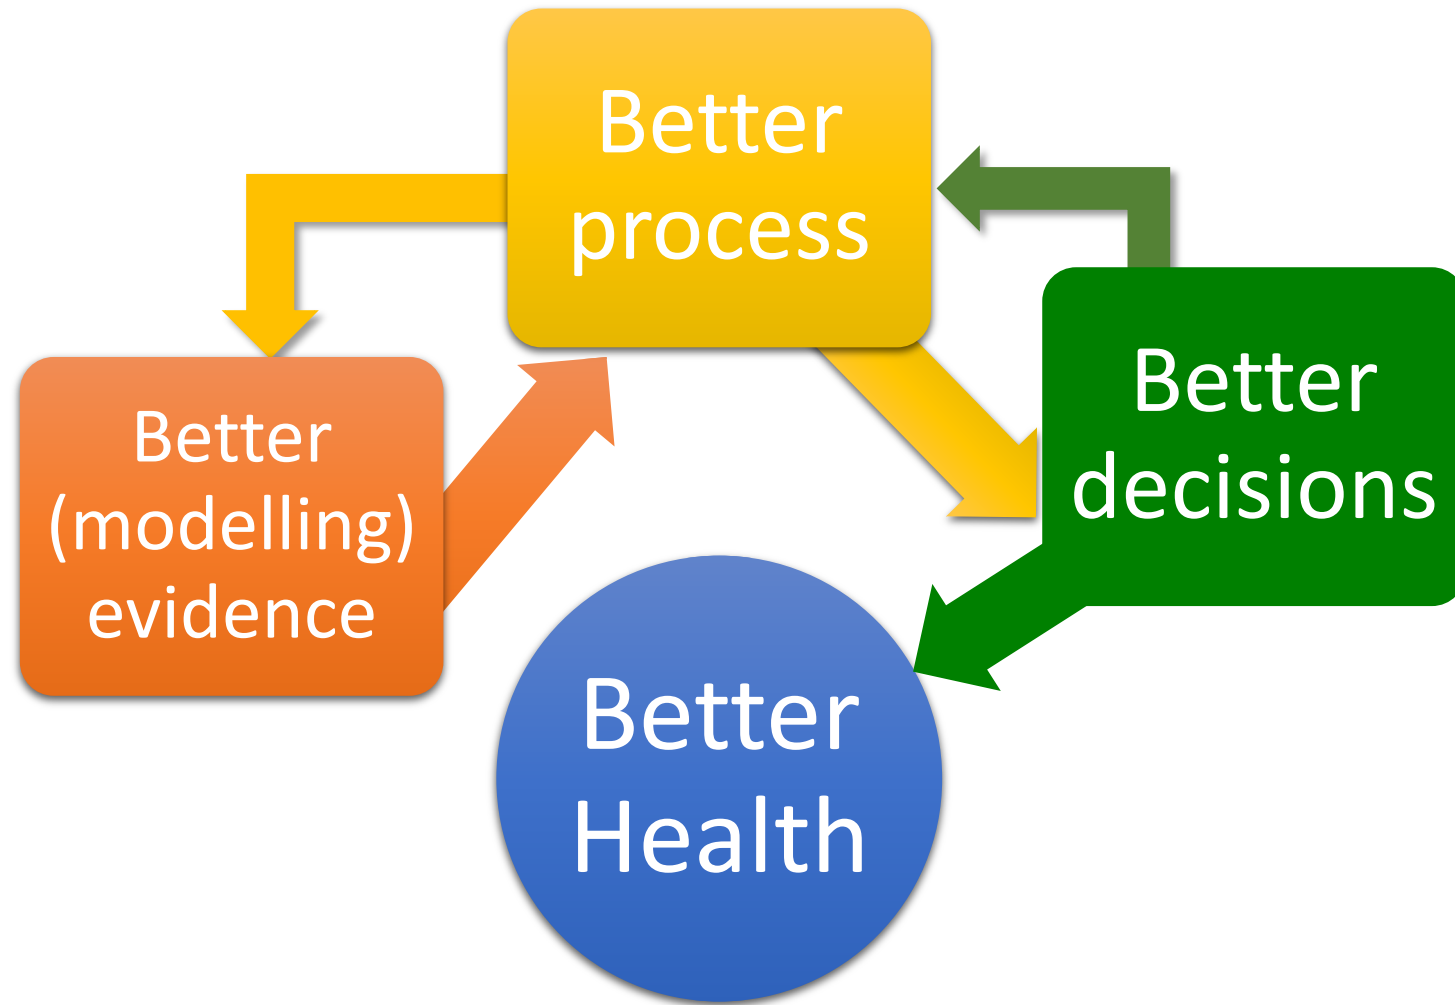 Better
process
Better
decisions
Better
(modelling)
evidence
Better
Health